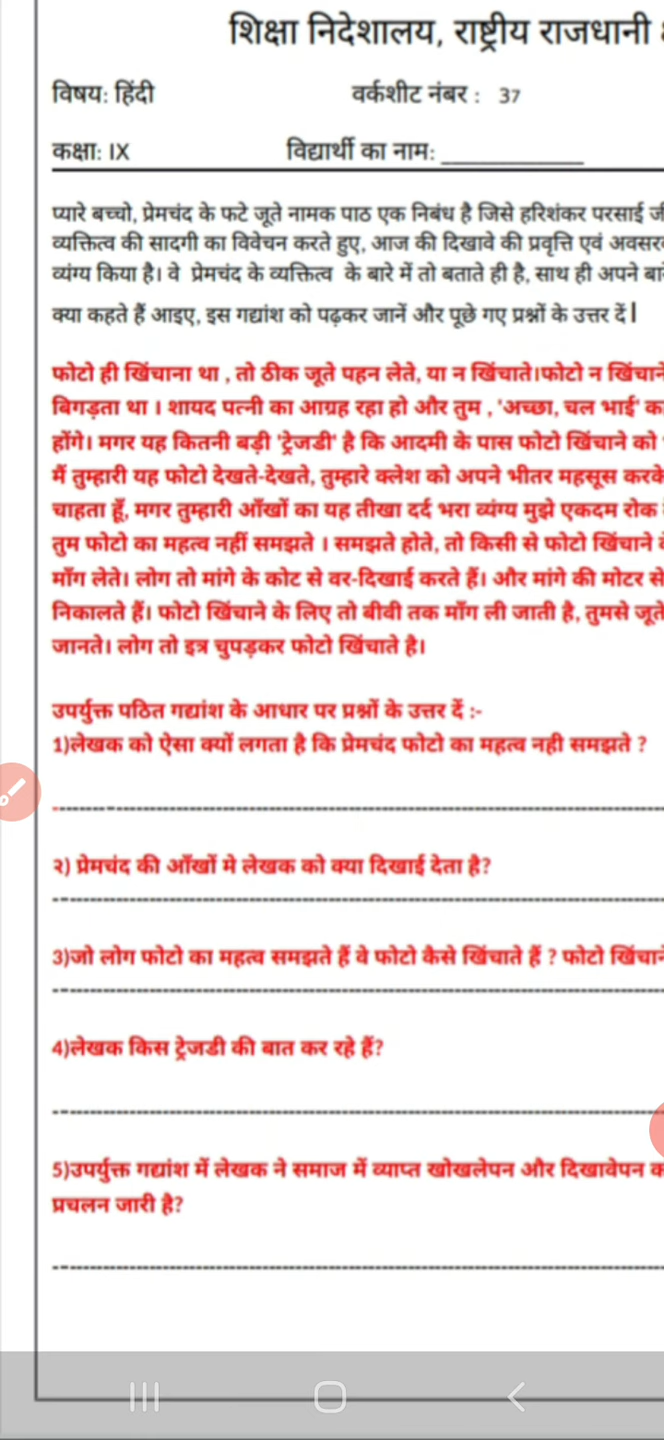 शिक्षा निदेशालय, राष्ट्रीय राजधानी
विषय: हिंदी वर्कशीट नंबर : 37
कक्षा: IX विद्यार्थी का नाम: ____________
प्यारे बच्चो, प्रेमचंद के फटे जूते नामक पाठ एक निबंध है जिसे हरिशंकर परसाई
व्यक्तित्व की सादगी का विवेचन करते हुए, आज की दिखावे की प्रवृत्ति एवं
व्यंग्य किया है। वे प्रेमचंद के व्यक्तित्व के बारे में तो बताते ही है, साथ ही अपने
क्या कहते हैं आइए, इस गद्यांश को पढ़कर जानें और पूछे गए प्रश्नों के उत्तर दें|
फोटो ही खिंचाना था , तो ठीक जूते पहन लेते, या न खिंचाते।फोटो न
बिगड़ता था । शायद पत्नी का आग्रह रहा हो और तुम , 'अच्छा, चल भाई'
होंगे। मगर यह कितनी बड़ी 'ट्रेजडी' है कि आदमी के पास फोटो खिंचाने को
मैं तुम्हारी यह फोटो देखते-देखते, तुम्हारे क्लेश को अपने भीतर महसूस
चाहता हूँ, मगर तुम्हारी आँखों का यह तीखा दर्द भरा व्यंग्य मुझे एकदम रोक
तुम फोटो का महत्व नहीं समझते । समझते होते, तो किसी से फोटो खिंचाने
माँग लेते। लोग तो मांगे के कोट से वर-दिखाई करते हैं। और मांगे की मोटर
निकालते हैं। फोटो खिंचाने के लिए तो बीवी तक माँग ली जाती है, तुमसे
जानते। लोग तो इत्र चुपड़कर फोटो खिंचाते है।
उपर्युक्त पठित गद्यांश के आधार पर प्रश्नों के उत्तर दें :-
1)लेखक को ऐसा क्यों लगता है कि प्रेमचंद फोटो का महत्व नही समझते ?
२) प्रेमचंद की आँखों मे लेखक को क्या दिखाई देता है?
3)जो लोग फोटो का महत्व समझते हैं वे फोटो कैसे खिंचाते हैं ? फोटो
4)लेखक किस ट्रेजडी की बात कर रहे हैं?
5)उपर्युक्त गद्यांश में लेखक ने समाज में व्याप्त खोखलेपन और दिखावेपन
प्रचलन जारी है?